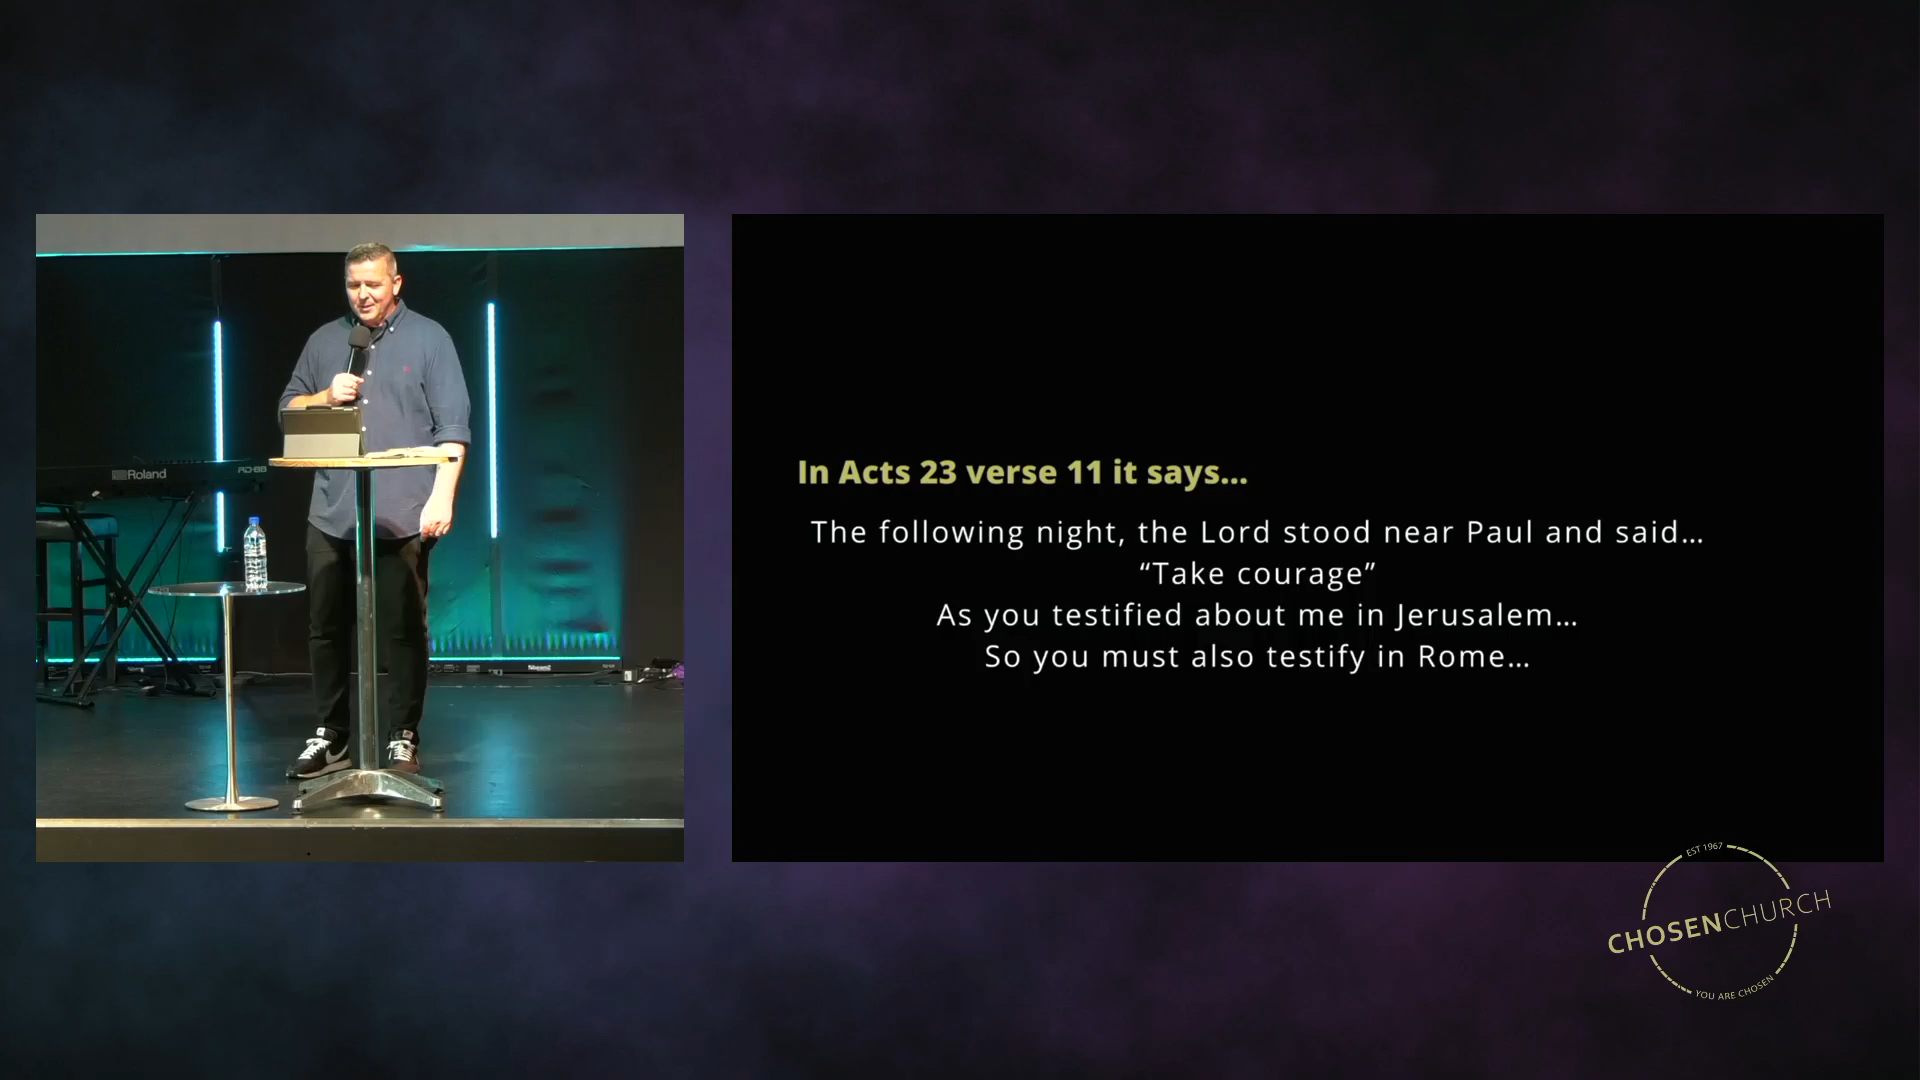 Roland
RD-88
In Acts 23 verse 11 it says...
The following night, the Lord stood near Paul and said...
“Take courage”
As you testified about me in Jerusalem...
So you must also testify in Rome...
EST 1967
CHOSENCHURCH
YOU ARE CHOSEN